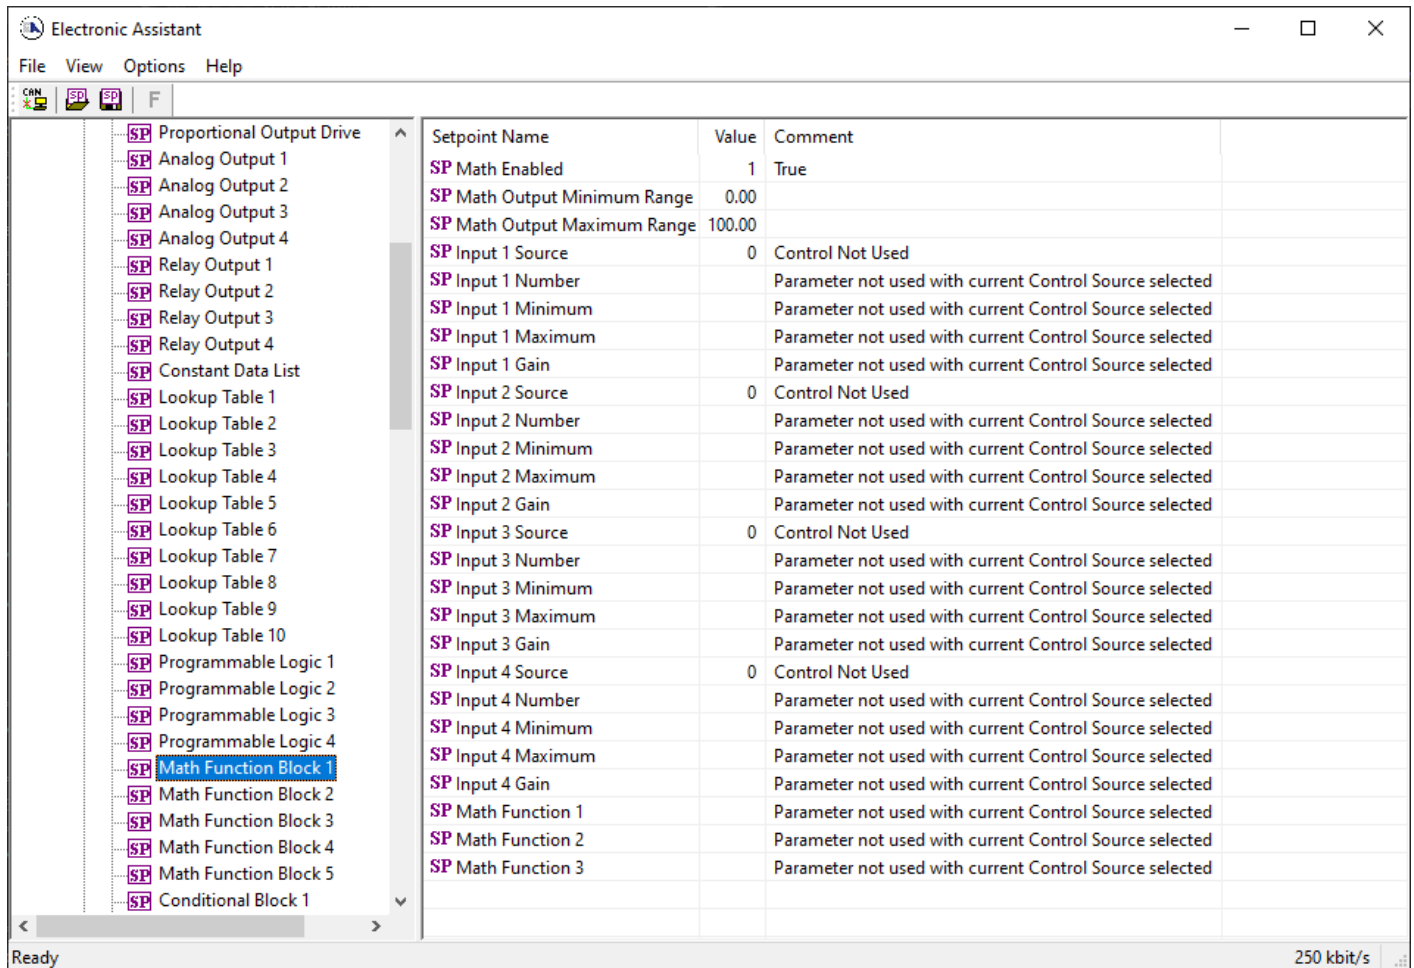 Electronic Assistant
File View Options Help
CAN SP SP F
SP Proportional Output Drive
SP Analog Output 1
SP Analog Output 2
SP Analog Output 3
SP Analog Output 4
SP Relay Output 1
SP Relay Output 2
SP Relay Output 3
SP Relay Output 4
SP Constant Data List
SP Lookup Table 1
SP Lookup Table 2
SP Lookup Table 3
SP Lookup Table 4
SP Lookup Table 5
SP Lookup Table 6
SP Lookup Table 7
SP Lookup Table 8
SP Lookup Table 9
SP Lookup Table 10
SP Programmable Logic 1
SP Programmable Logic 2
SP Programmable Logic 3
SP Programmable Logic 4
SP Math Function Block 1
SP Math Function Block 2
SP Math Function Block 3
SP Math Function Block 4
SP Math Function Block 5
SP Conditional Block 1
Setpoint Name Value Comment
SP Math Enabled 1 True
SP Math Output Minimum Range 0.00
SP Math Output Maximum Range 100.00
SP Input 1 Source 0 Control Not Used
SP Input 1 Number Parameter not used with current Control Source selected
SP Input 1 Minimum Parameter not used with current Control Source selected
SP Input 1 Maximum Parameter not used with current Control Source selected
SP Input 1 Gain Parameter not used with current Control Source selected
SP Input 2 Source 0 Control Not Used
SP Input 2 Number Parameter not used with current Control Source selected
SP Input 2 Minimum Parameter not used with current Control Source selected
SP Input 2 Maximum Parameter not used with current Control Source selected
SP Input 2 Gain Parameter not used with current Control Source selected
SP Input 3 Source 0 Control Not Used
SP Input 3 Number Parameter not used with current Control Source selected
SP Input 3 Minimum Parameter not used with current Control Source selected
SP Input 3 Maximum Parameter not used with current Control Source selected
SP Input 3 Gain Parameter not used with current Control Source selected
SP Input 4 Source 0 Control Not Used
SP Input 4 Number Parameter not used with current Control Source selected
SP Input 4 Minimum Parameter not used with current Control Source selected
SP Input 4 Maximum Parameter not used with current Control Source selected
SP Input 4 Gain Parameter not used with current Control Source selected
SP Math Function 1 Parameter not used with current Control Source selected
SP Math Function 2 Parameter not used with current Control Source selected
SP Math Function 3 Parameter not used with current Control Source selected
Ready 250 kbit/s